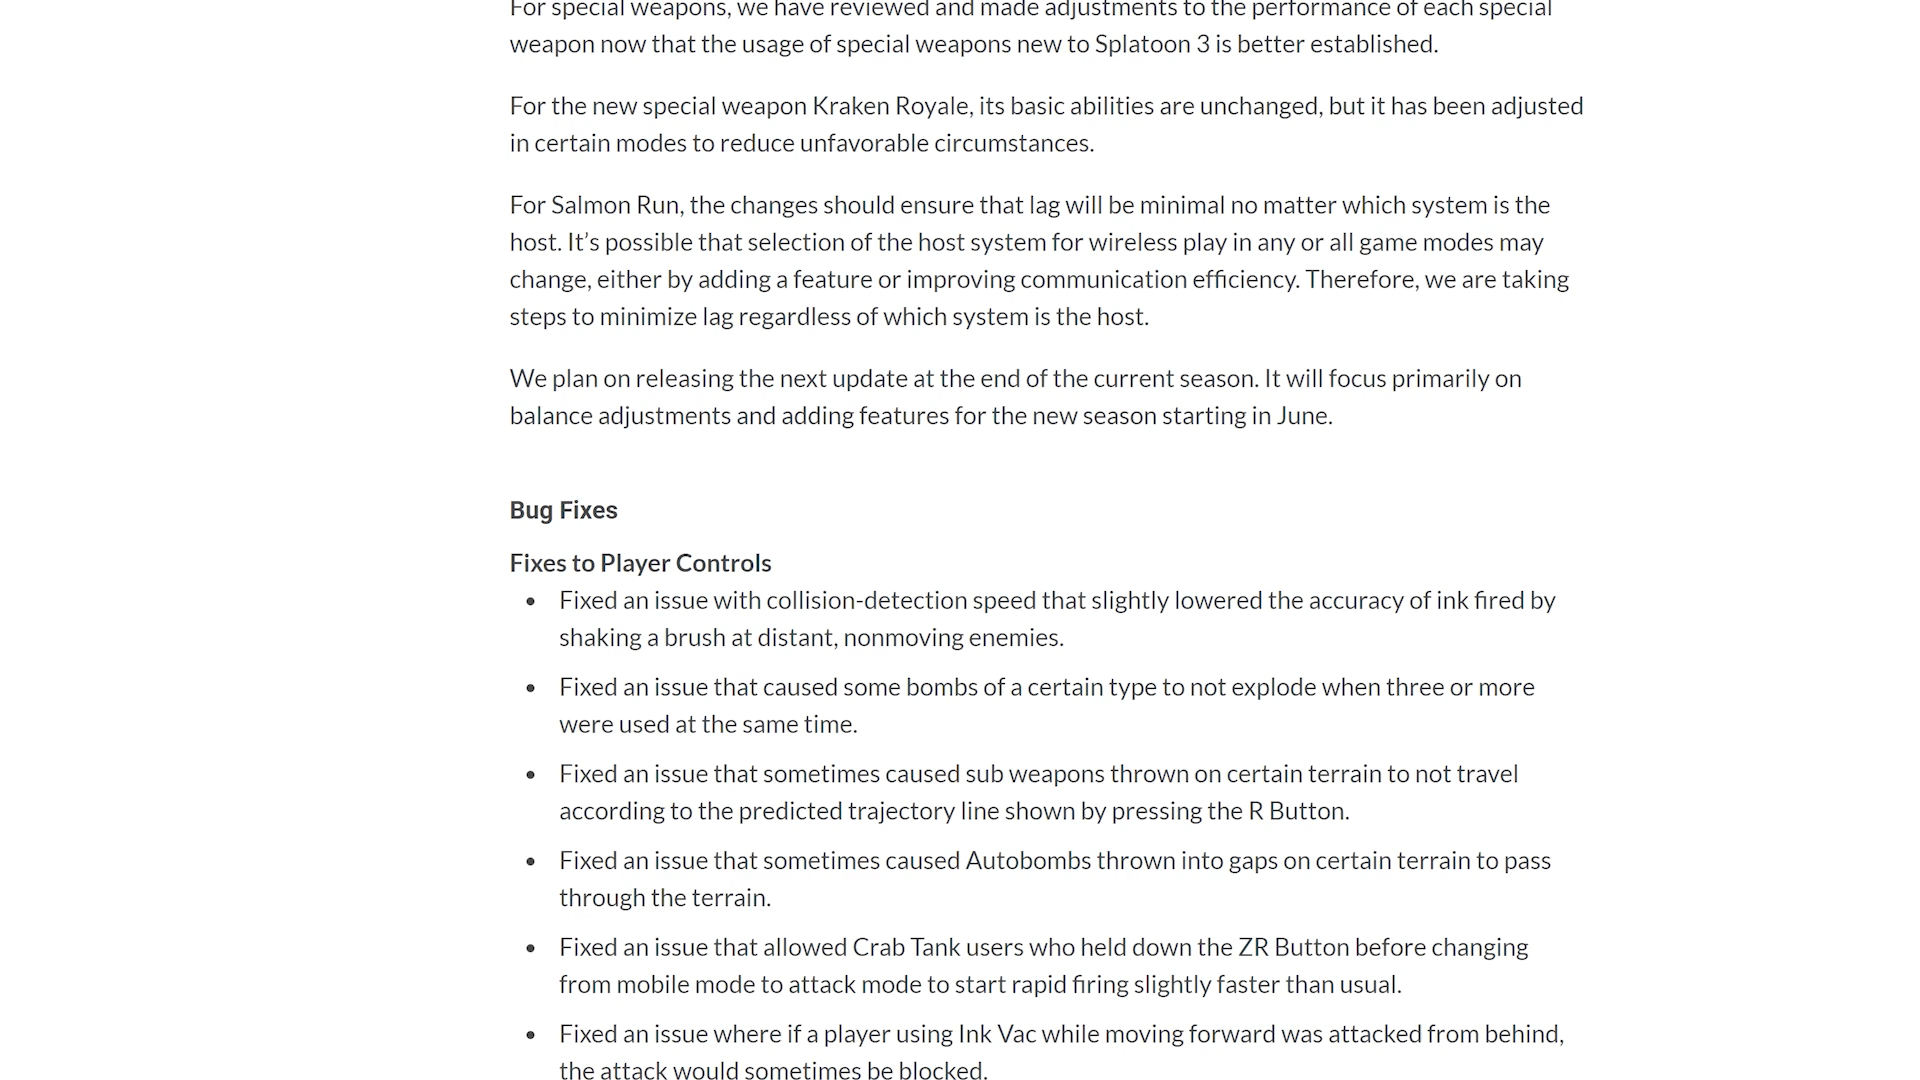 For special weapons, we have reviewed and made adjustments to the performance of each special
weapon now that the usage of special weapons new to Splatoon 3 is better established.
For the new special weapon Kraken Royale, its basic abilities are unchanged, but it has been adjusted
in certain modes to reduce unfavorable circumstances.
For Salmon Run, the changes should ensure that lag will be minimal no matter which system is the
host. It’s possible that selection of the host system for wireless play in any or all game modes may
change, either by adding a feature or improving communication efficiency. Therefore, we are taking
steps to minimize lag regardless of which system is the host.
We plan on releasing the next update at the end of the current season. It will focus primarily on
balance adjustments and adding features for the new season starting in June.
Bug Fixes
Fixes to Player Controls
• Fixed an issue with collision-detection speed that slightly lowered the accuracy of ink fired by
shaking a brush at distant, nonmoving enemies.
• Fixed an issue that caused some bombs of a certain type to not explode when three or more
were used at the same time.
• Fixed an issue that sometimes caused sub weapons thrown on certain terrain to not travel
according to the predicted trajectory line shown by pressing the R Button.
• Fixed an issue that sometimes caused Autobombs thrown into gaps on certain terrain to pass
through the terrain.
• Fixed an issue that allowed Crab Tank users who held down the ZR Button before changing
from mobile mode to attack mode to start rapid firing slightly faster than usual.
• Fixed an issue where if a player using Ink Vac while moving forward was attacked from behind,
the attack would sometimes be blocked.